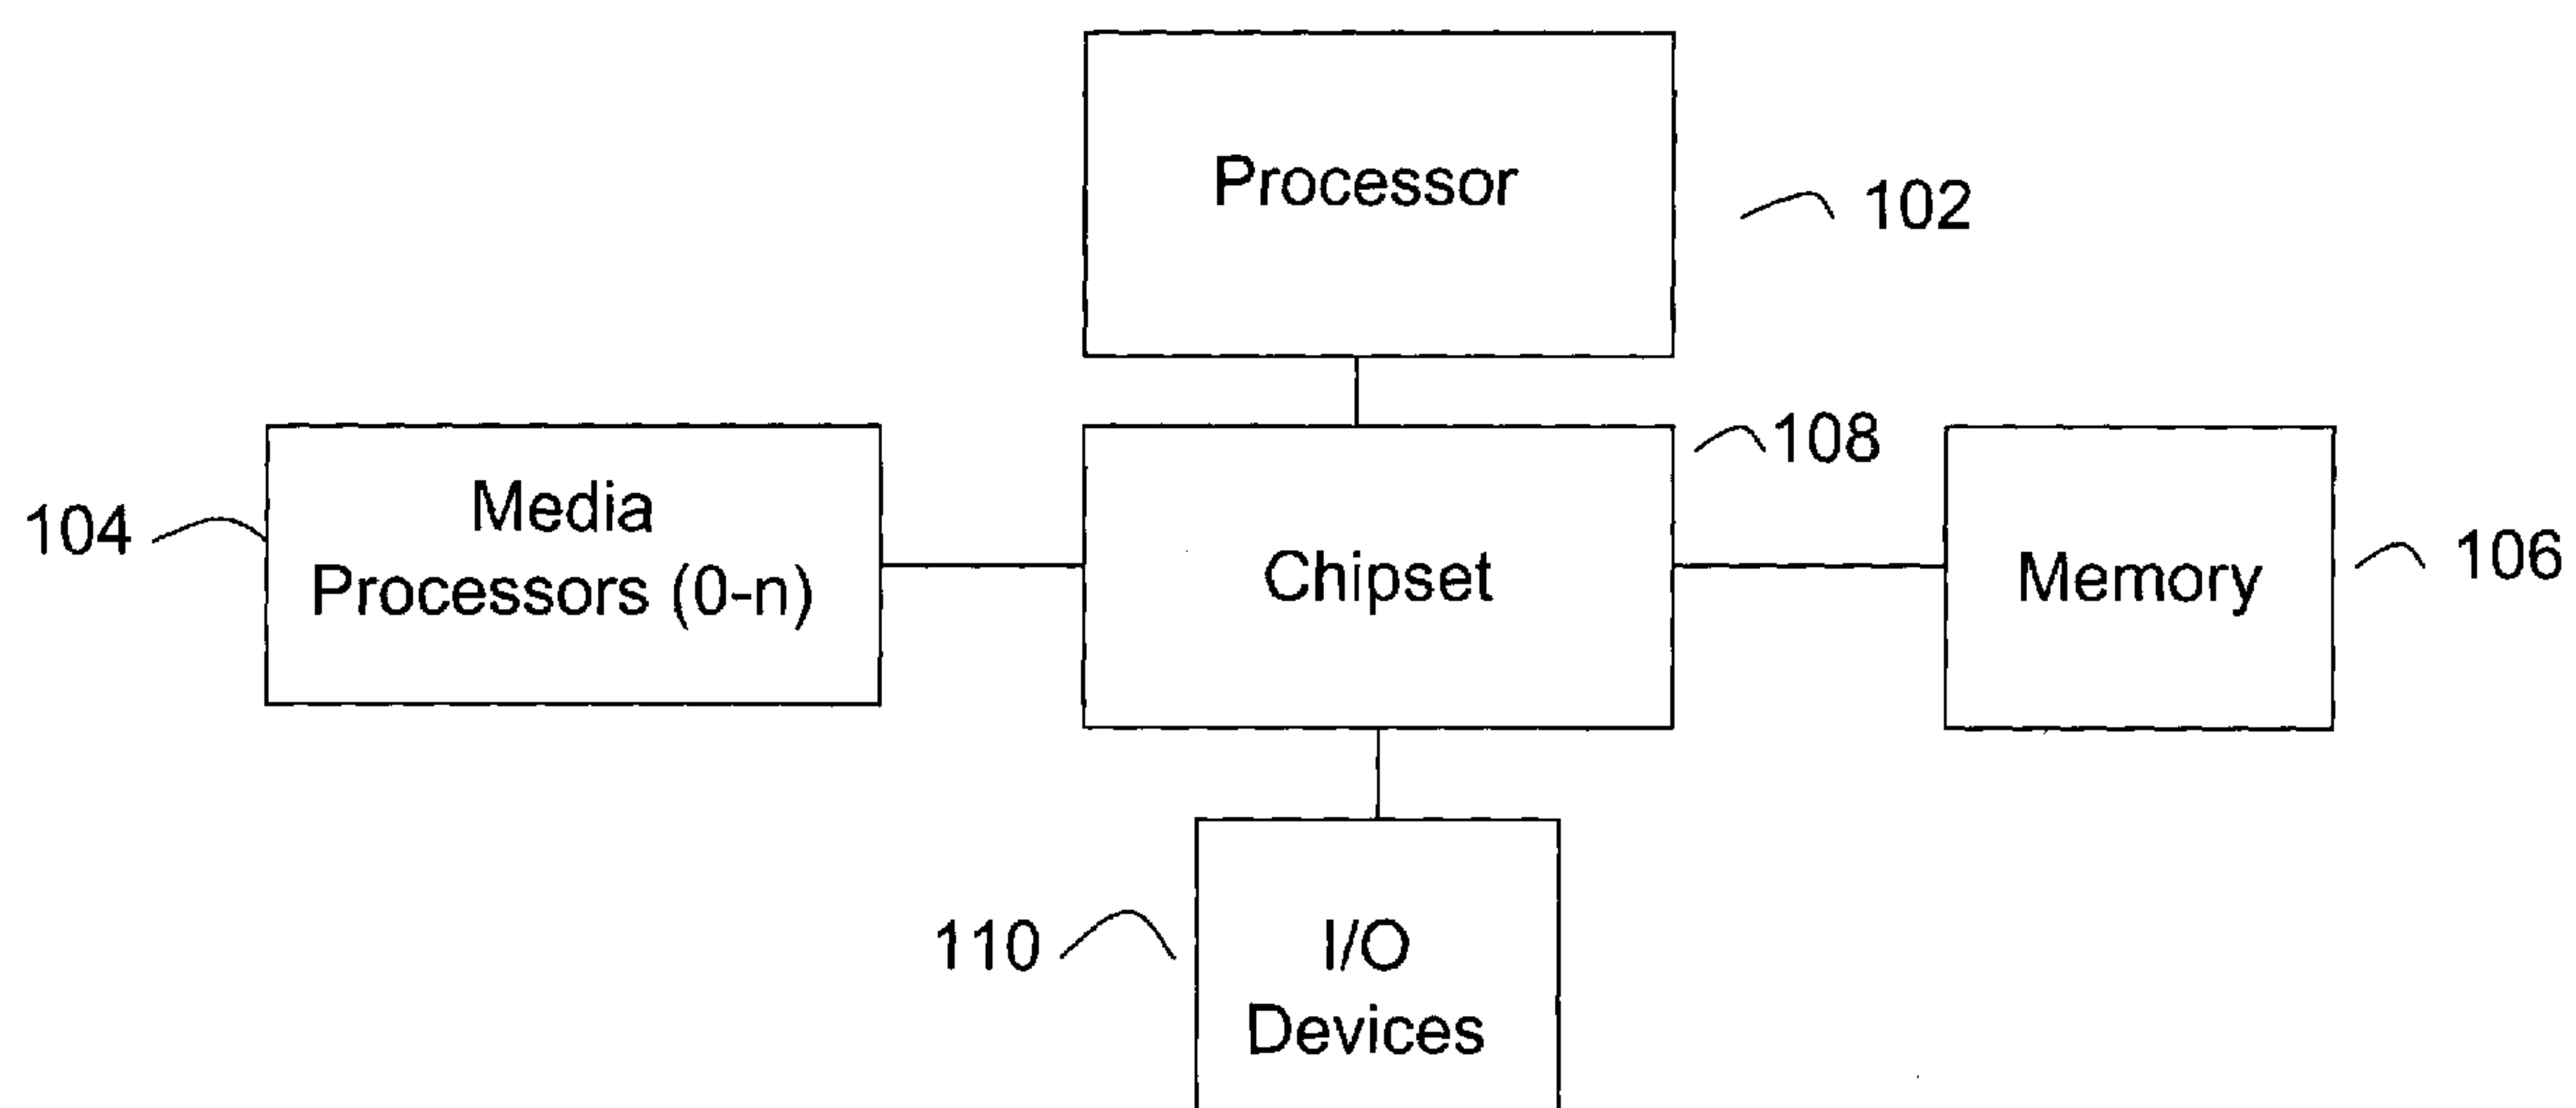 Processor
102
108
Media
Processors (0-n)
104
Chipset
Memory
106
110
I/O
Devices